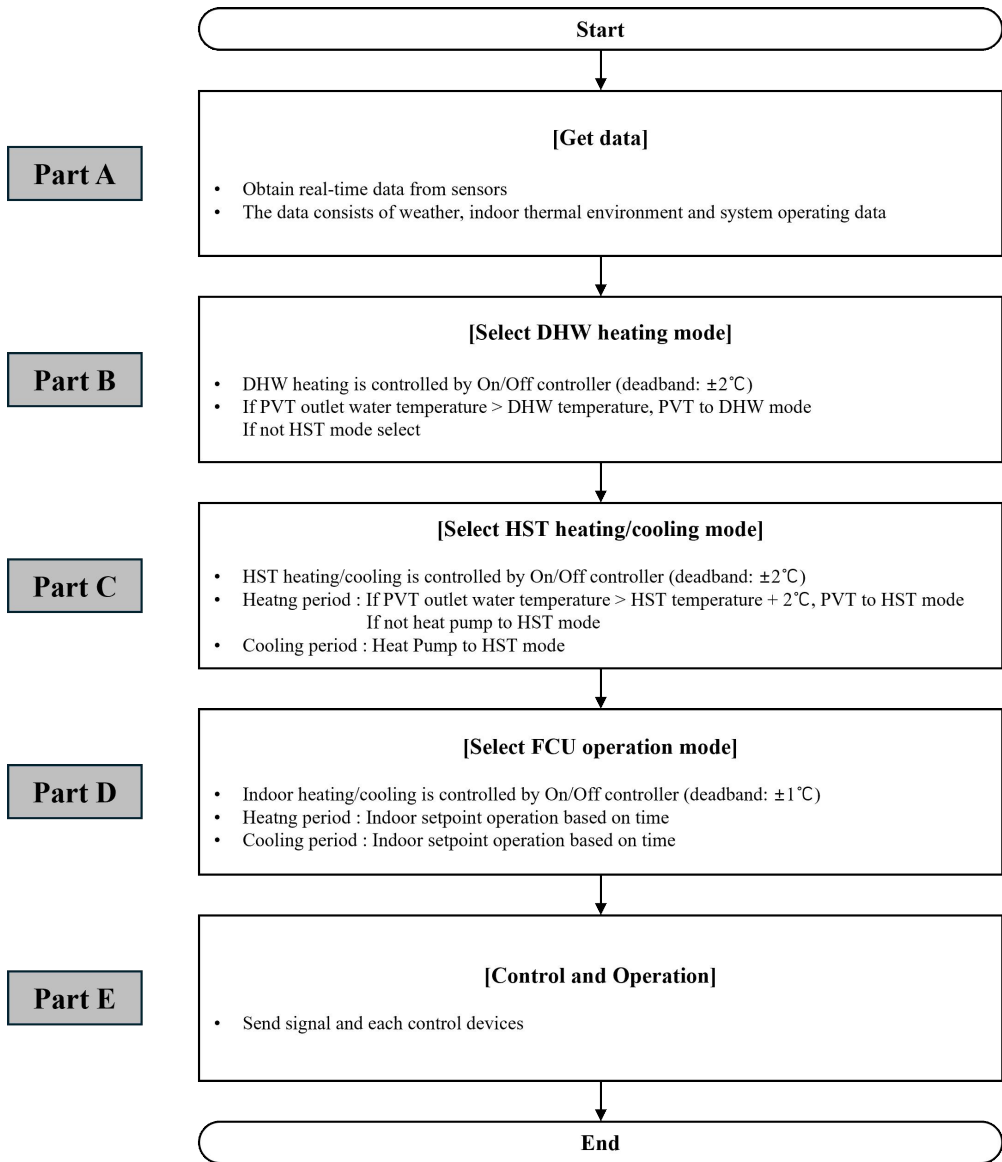 Start
Part A
[Get data]
• Obtain real-time data from sensors
• The data consists of weather, indoor thermal environment and system operating data
Part B
[Select DHW heating mode]
• DHW heating is controlled by On/Off controller (deadband: ±2℃)
• If PVT outlet water temperature > DHW temperature, PVT to DHW mode
If not HST mode select
Part C
[Select HST heating/cooling mode]
• HST heating/cooling is controlled by On/Off controller (deadband: ±2℃)
• Heatng period : If PVT outlet water temperature > HST temperature + 2℃, PVT to HST mode
If not heat pump to HST mode
• Cooling period : Heat Pump to HST mode
Part D
[Select FCU operation mode]
• Indoor heating/cooling is controlled by On/Off controller (deadband: ±1℃)
• Heatng period : Indoor setpoint operation based on time
• Cooling period : Indoor setpoint operation based on time
Part E
[Control and Operation]
• Send signal and each control devices
End